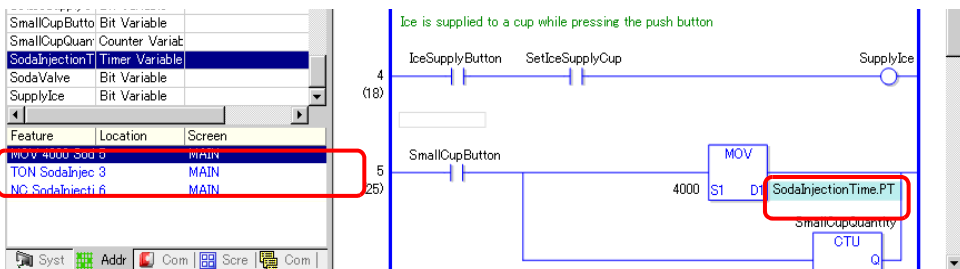 SmallCupButto Bit Variable
SmallCupQuan Counter Variat
SodaInjectionT Timer Variable
SodaValve Bit Variable
SupplyIce Bit Variable
Feature Location Screen
MOV 4000 Sod 5 MAIN
TON SodaInjec 3 MAIN
NC SodaInjecti 6 MAIN
Syst Addr Com Scre Com
Ice is supplied to a cup while pressing the push button
IceSupplyButton SetIceSupplyCup SupplyIce
4
(18)
SmallCupButton MOV
5
25)
4000 S1 D1 SodaInjectionTime.PT
SmallCupQuantity
CTU
Q